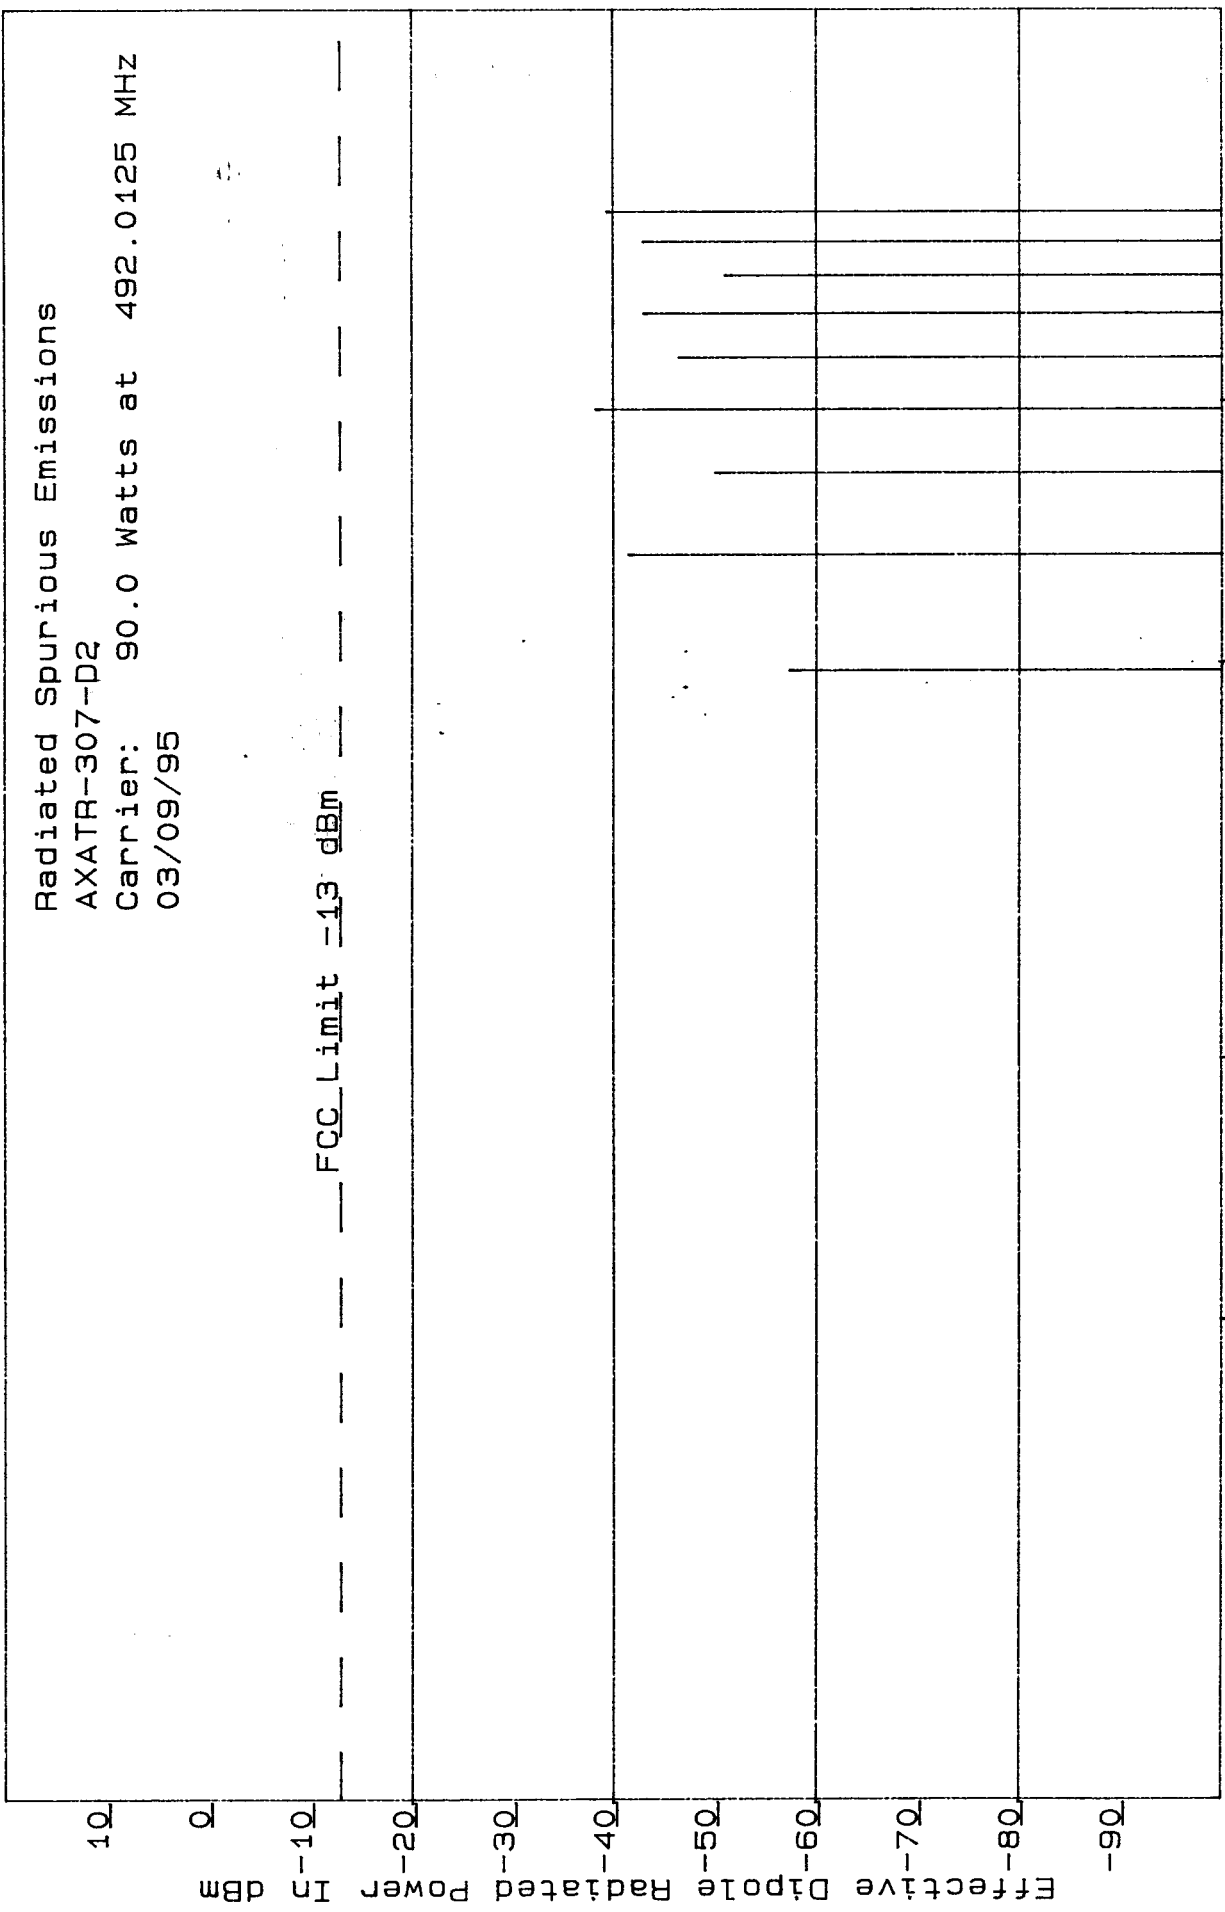 Radiated Spurious Emissions
AXATR-307-D2
Carrier: 90.0 Watts at 492.0125 MHz
03/09/95
FCC Limit -13 dBm
Effective Dipole Radiated Power In dBm
10
0
-10
-20
-30
-40
-50
-60
-70
-80
-90